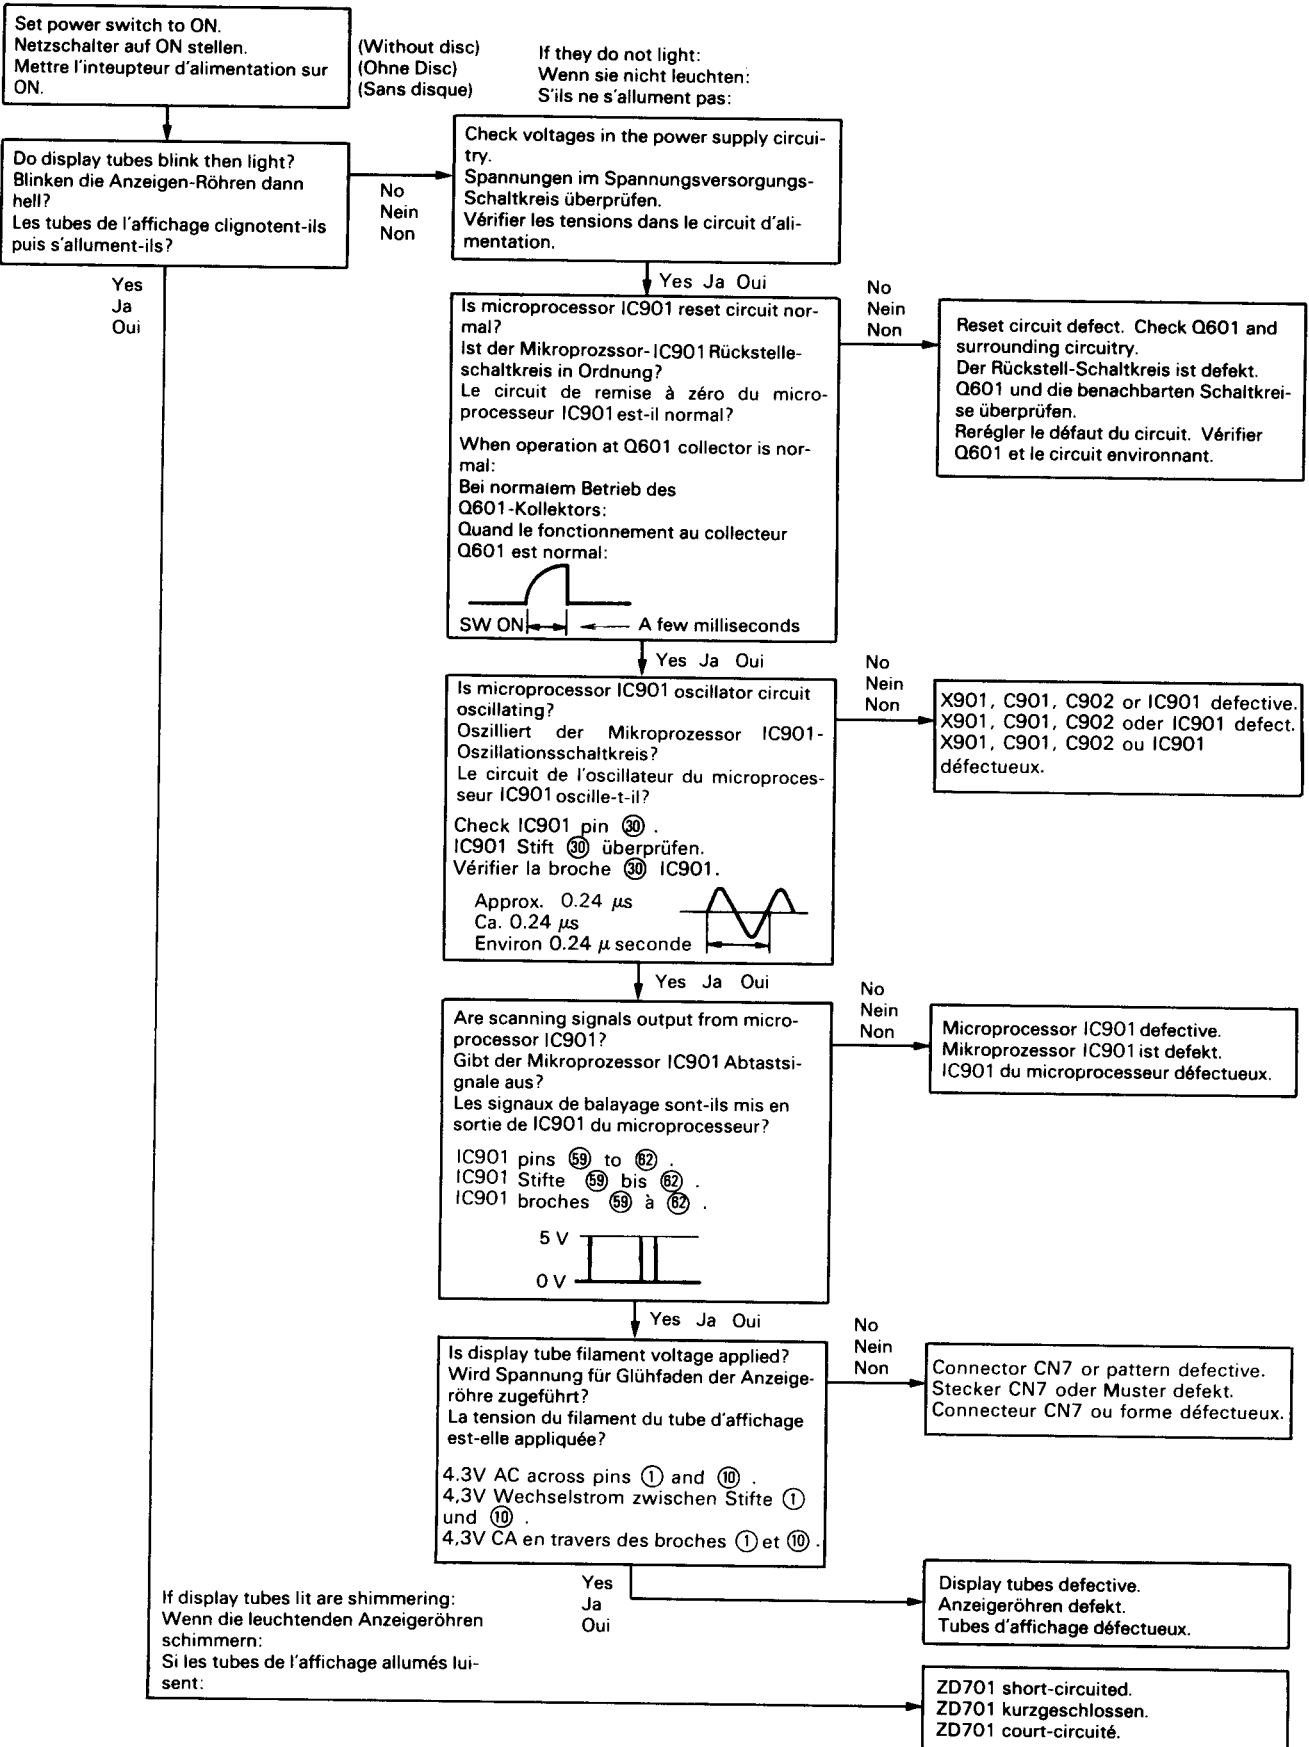 Set power switch to ON.
Netzschalter auf ON stellen.
Mettre l'inteupteur d'alimentation sur
ON.
(Without disc)
(Ohne Disc)
(Sans disque)
If they do not light:
Wenn sie nicht leuchten:
S'ils ne s'allument pas:
Do display tubes blink then light?
Blinken die Anzeigen-Röhren dann
hell?
Les tubes de l'affichage clignotent-ils
puis s'allument-ils?
No
Nein
Non
Check voltages in the power supply circui-
try.
Spannungen im Spannungsversorgungs-
Schaltkreis überprüfen.
Vérifier les tensions dans le circuit d'ali-
mentation.
Yes
Ja
Oui
Yes Ja Oui
Is microprocessor IC901 reset circuit nor-
mal?
Ist der Mikroprozssor-IC901 Rückstelle-
schaltkreis in Ordnung?
Le circuit de remise à zéro du micro-
processeur IC901 est-il normal?
When operation at Q601 collector is nor-
mal:
Bei normalem Betrieb des
Q601-Kollektors:
Quand le fonctionnement au collecteur
Q601 est normal:
SW ON
A few milliseconds
No
Nein
Non
Reset circuit defect. Check Q601 and
surrounding circuitry.
Der Rückstell-Schaltkreis ist defekt.
Q601 und die benachbarten Schaltkrei-
se überprüfen.
Rerégler le défaut du circuit. Vérifier
Q601 et le circuit environnant.
Yes Ja Oui
Is microprocessor IC901 oscillator circuit
oscillating?
Oszilliert der Mikroprozessor IC901-
Oszillationsschaltkreis?
Le circuit de l'oscillateur du microproces-
seur IC901 oscille-t-il?
Check IC901 pin ㉚ .
IC901 Stift ㉚ überprüfen.
Vérifier la broche ㉚ IC901.
Approx. 0.24 μs
Ca. 0.24 μs
Environ 0.24 μ seconde
No
Nein
Non
X901, C901, C902 or IC901 defective.
X901, C901, C902 oder IC901 defect.
X901, C901, C902 ou IC901
défectueux.
Yes Ja Oui
Are scanning signals output from micro-
processor IC901?
Gibt der Mikroprozessor IC901 Abtastsi-
gnale aus?
Les signaux de balayage sont-ils mis en
sortie de IC901 du microprocesseur?
IC901 pins (59) to (62) .
IC901 Stifte (59) bis (62) .
IC901 broches (59) à (62) .
5 V
0 V
No
Nein
Non
Microprocessor IC901 defective.
Mikroprozessor IC901 ist defekt.
IC901 du microprocesseur défectueux.
Yes Ja Oui
Is display tube filament voltage applied?
Wird Spannung für Glühfaden der Anzeige-
röhre zugeführt?
La tension du filament du tube d'affichage
est-elle appliquée?
4.3V AC across pins ① and ⑩ .
4,3V Wechselstrom zwischen Stifte ①
und ⑩ .
4,3V CA en travers des broches ① et ⑩ .
No
Nein
Non
Connector CN7 or pattern defective.
Stecker CN7 oder Muster defekt.
Connecteur CN7 ou forme défectueux.
Yes
Ja
Oui
Display tubes defective.
Anzeigeröhren defekt.
Tubes d'affichage défectueux.
If display tubes lit are shimmering:
Wenn die leuchtenden Anzeigeröhren
schimmern:
Si les tubes de l'affichage allumés lui-
sent:
ZD701 short-circuited.
ZD701 kurzgeschlossen.
ZD701 court-circuité.